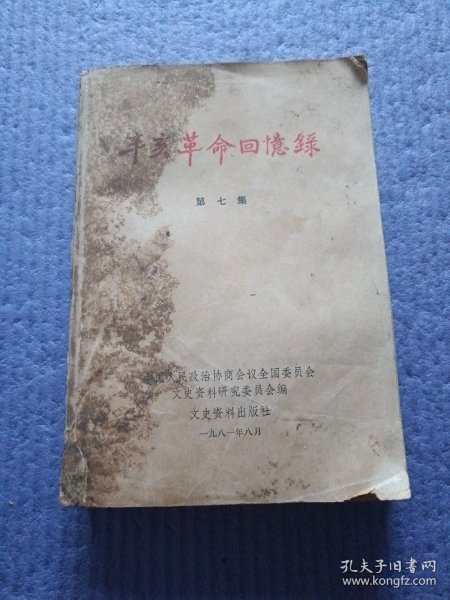 辛亥革命回憶錄
第七集
中国人民政治协商会议全国委员会
文史资料研究委员会编
文史资料出版社
一九八一年八月
孔夫子旧书网
www.kongfz.com